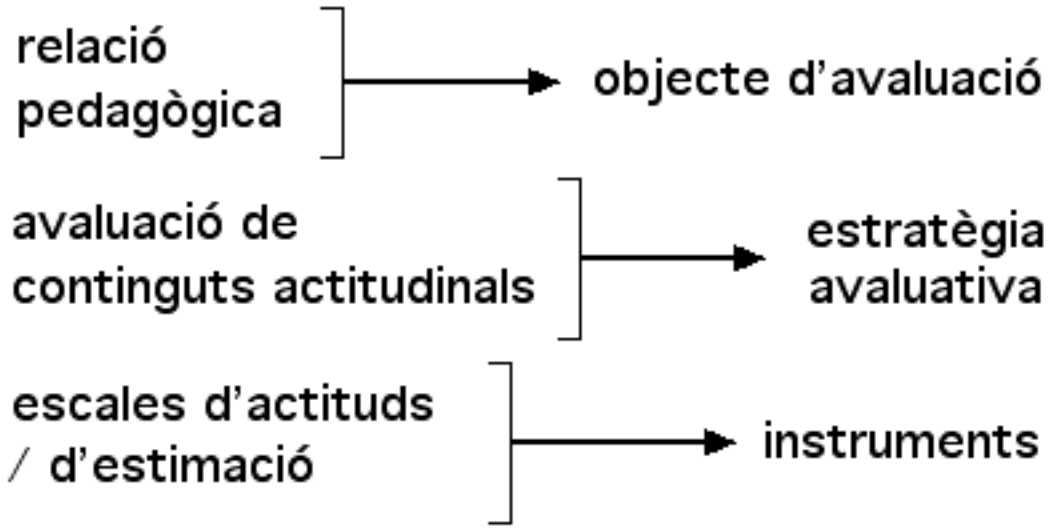 relació
pedagògica
objecte d'avaluació
avaluació de
continguts actitudinals
estratègia
avaluativa
escales d'actituds
/ d'estimació
instruments